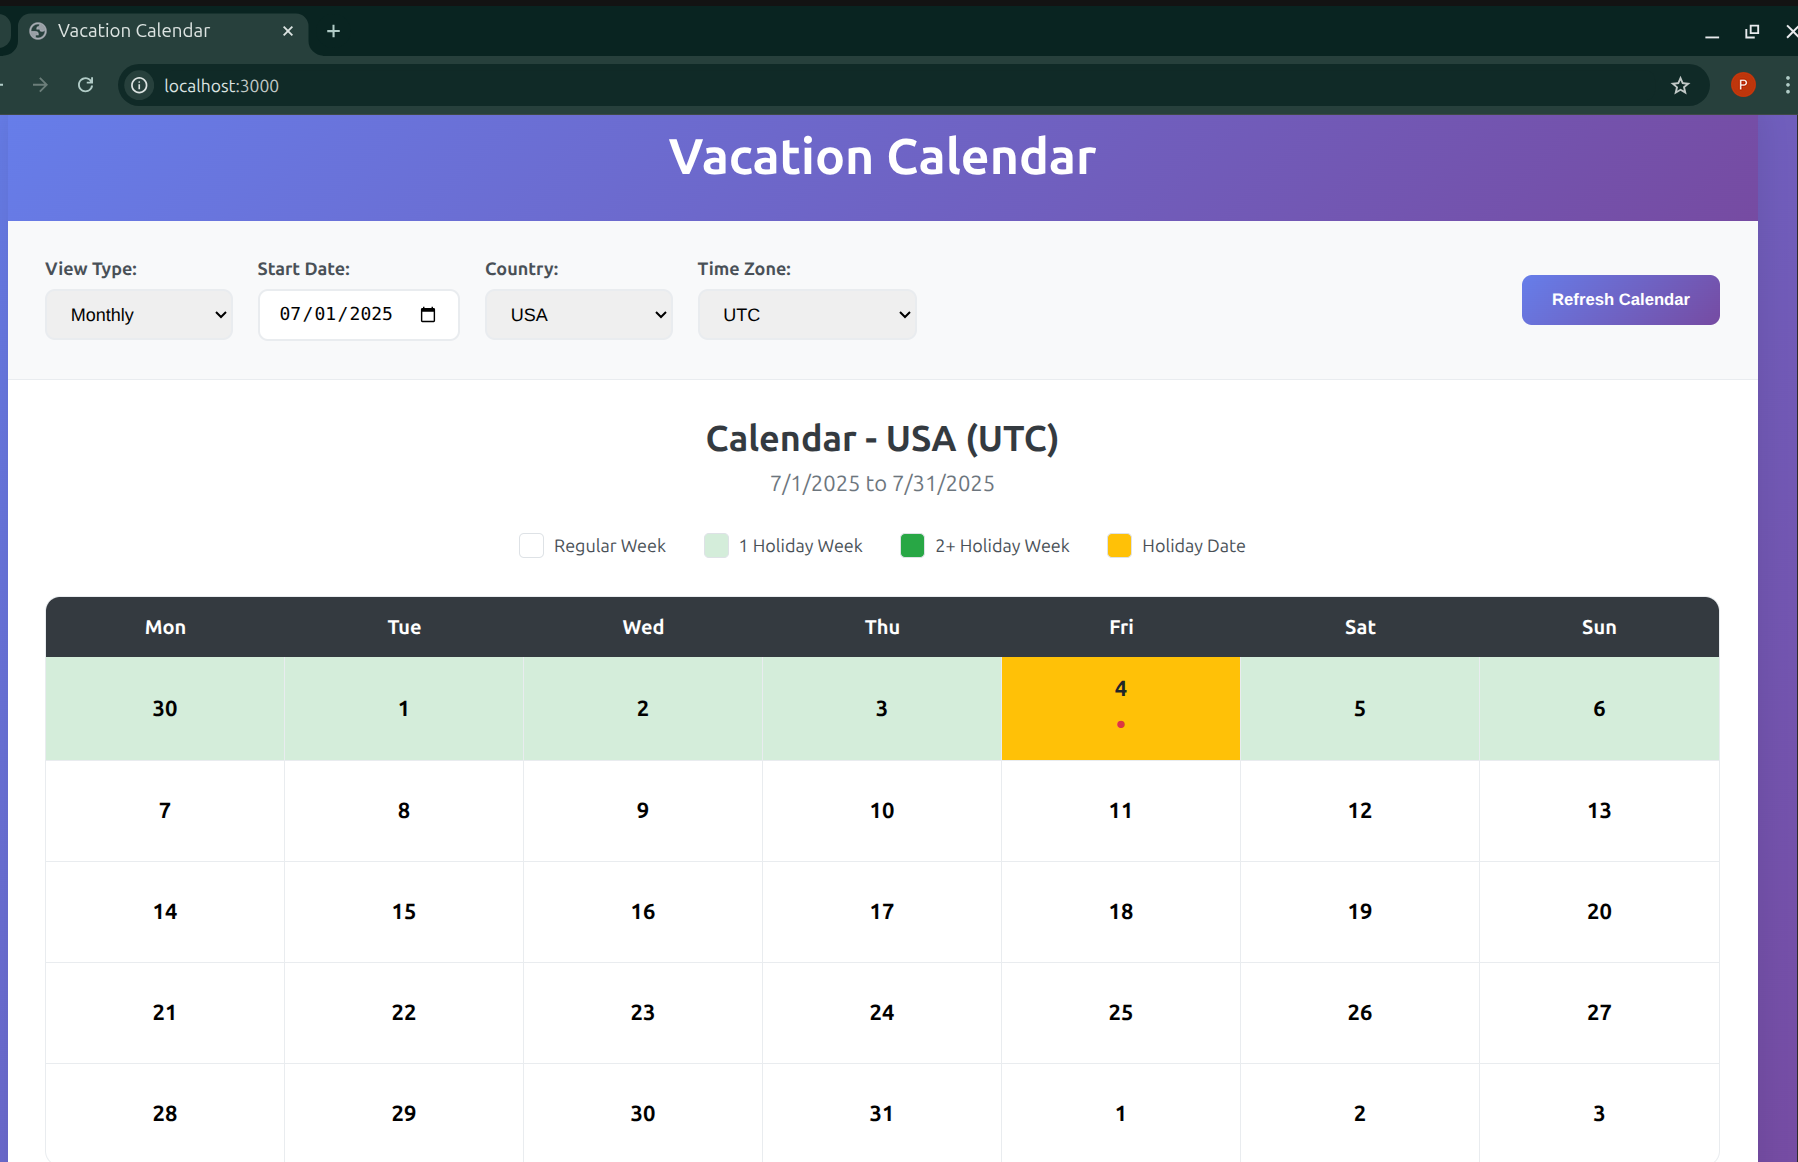 Vacation Calendar
localhost:3000
P
Vacation Calendar
View Type: Start Date: Country: Time Zone:
Monthly 07/01/2025 USA UTC Refresh Calendar
Calendar - USA (UTC)
7/1/2025 to 7/31/2025
Regular Week 1 Holiday Week 2+ Holiday Week Holiday Date
Mon Tue Wed Thu Fri Sat Sun
30 1 2 3 4 5 6
7 8 9 10 11 12 13
14 15 16 17 18 19 20
21 22 23 24 25 26 27
28 29 30 31 1 2 3